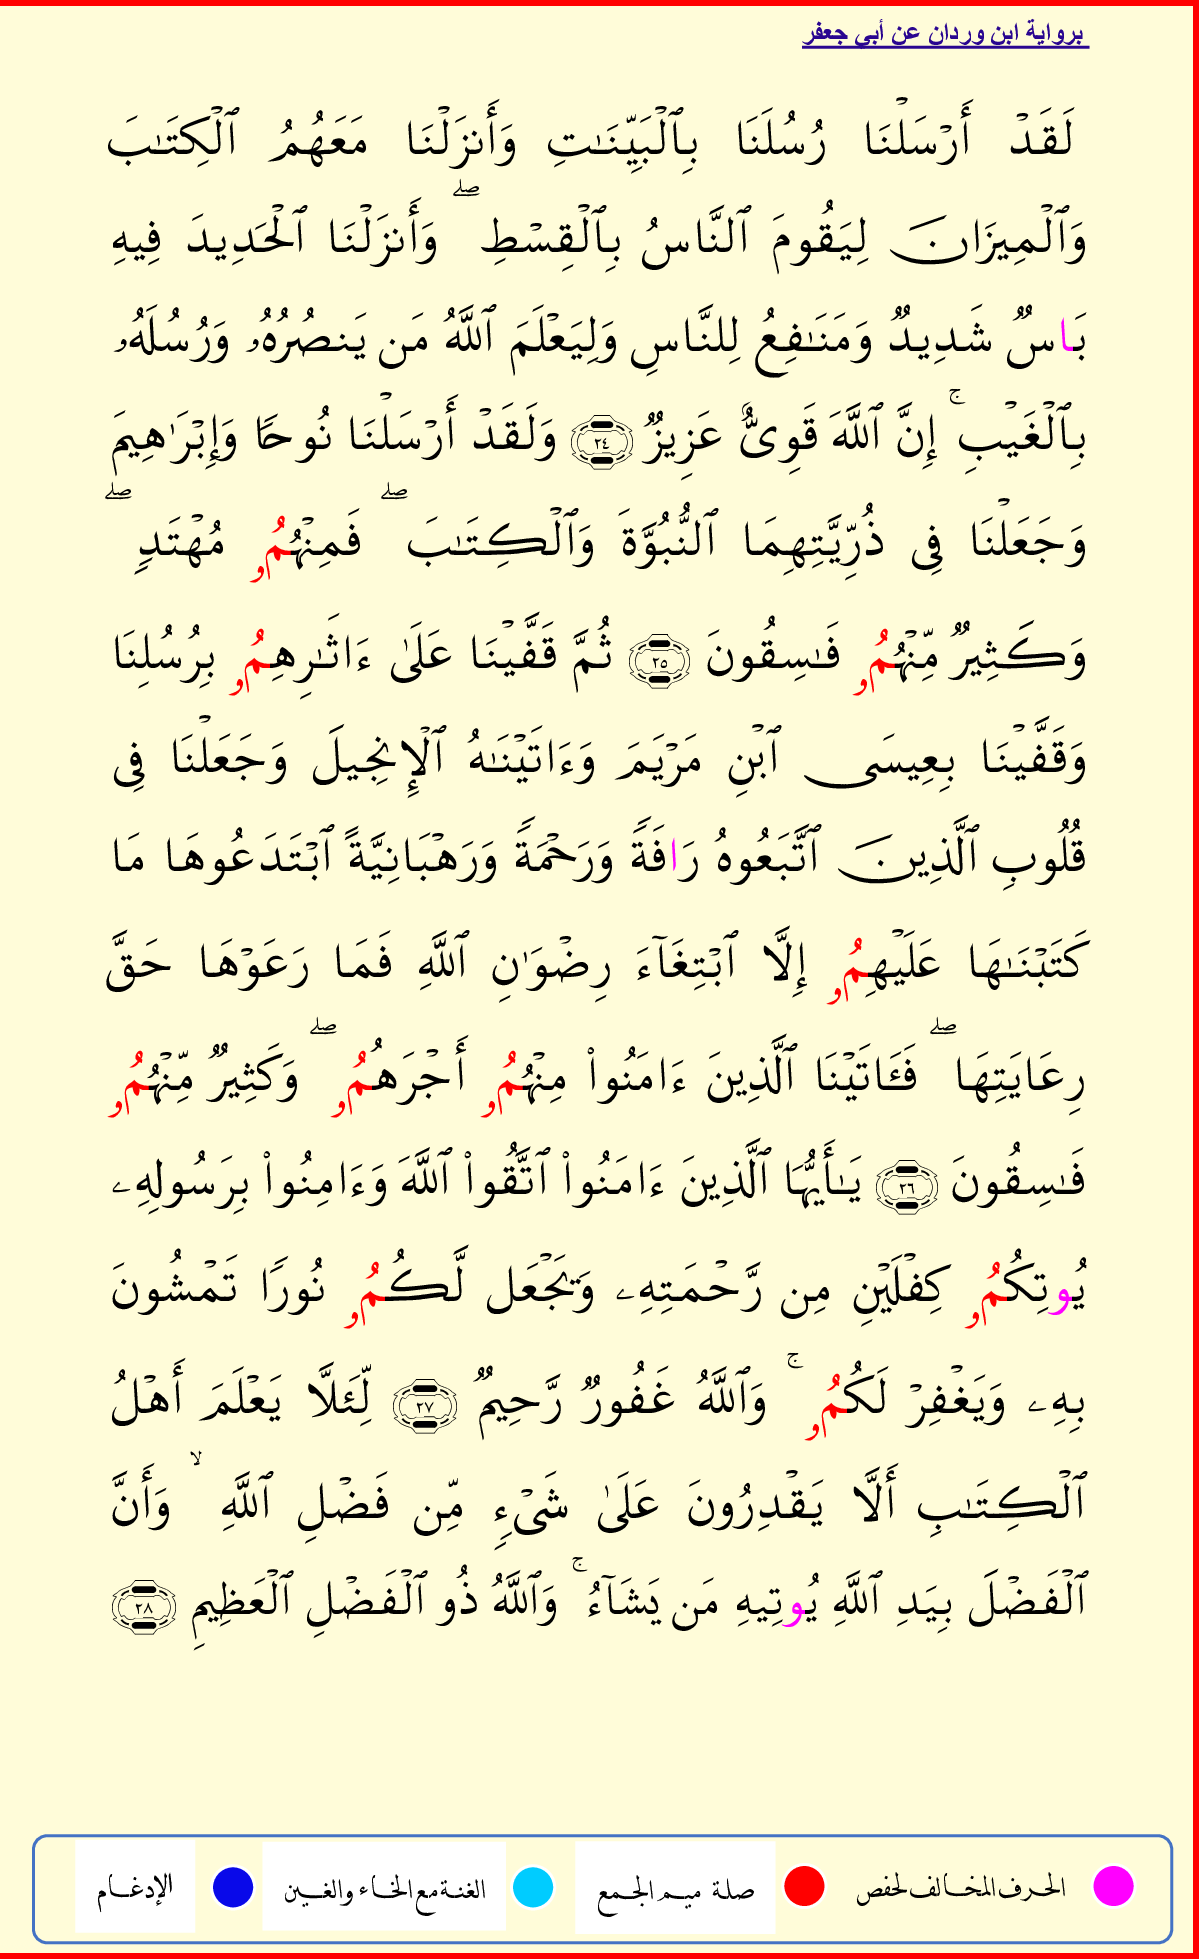 برواية ابن وردان عن أبي جعفر
لَقَدْ أَرْسَلْنَا رُسُلَنَا بِٱلْبَيِّنَٰتِ وَأَنزَلْنَا مَعَهُمُ ٱلْكِتَٰبَ
وَٱلْمِيزَانَ لِيَقُومَ ٱلنَّاسُ بِٱلْقِسْطِ ۖ وَأَنزَلْنَا ٱلْحَدِيدَ فِيهِ
بَاسٌ شَدِيدٌ وَمَنَٰفِعُ لِلنَّاسِ وَلِيَعْلَمَ ٱللَّهُ مَن يَنصُرُهُۥ وَرُسُلَهُۥ
بِٱلْغَيْبِ ۚ إِنَّ ٱللَّهَ قَوِىٌّ عَزِيزٌ ٢٤ وَلَقَدْ أَرْسَلْنَا نُوحًا وَإِبْرَٰهِيمَ
وَجَعَلْنَا فِى ذُرِّيَّتِهِمَا ٱلنُّبُوَّةَ وَٱلْكِتَٰبَ ۖ فَمِنْهُمُۥ مُهْتَدٍ ۖ
وَكَثِيرٌ مِّنْهُمُۥ فَٰسِقُونَ ٢٥ ثُمَّ قَفَّيْنَا عَلَىٰ ءَاثَٰرِهِمُۥ بِرُسُلِنَا
وَقَفَّيْنَا بِعِيسَى ٱبْنِ مَرْيَمَ وَءَاتَيْنَٰهُ ٱلْإِنجِيلَ وَجَعَلْنَا فِى
قُلُوبِ ٱلَّذِينَ ٱتَّبَعُوهُ رَافَةً وَرَحْمَةً وَرَهْبَانِيَّةً ٱبْتَدَعُوهَا مَا
كَتَبْنَٰهَا عَلَيْهِمُۥ إِلَّا ٱبْتِغَآءَ رِضْوَٰنِ ٱللَّهِ فَمَا رَعَوْهَا حَقَّ
رِعَايَتِهَا ۖ فَـَٔاتَيْنَا ٱلَّذِينَ ءَامَنُوا۟ مِنْهُمُۥ أَجْرَهُمُۥ ۖ وَكَثِيرٌ مِّنْهُمُۥ
فَٰسِقُونَ ٢٦ يَٰٓأَيُّهَا ٱلَّذِينَ ءَامَنُوا۟ ٱتَّقُوا۟ ٱللَّهَ وَءَامِنُوا۟ بِرَسُولِهِۦ
يُوتِكُمُۥ كِفْلَيْنِ مِن رَّحْمَتِهِۦ وَيَجْعَل لَّكُمُۥ نُورًا تَمْشُونَ
بِهِۦ وَيَغْفِرْ لَكُمُۥ ۚ وَٱللَّهُ غَفُورٌ رَّحِيمٌ ٢٧ لِّئَلَّا يَعْلَمَ أَهْلُ
ٱلْكِتَٰبِ أَلَّا يَقْدِرُونَ عَلَىٰ شَىْءٍ مِّن فَضْلِ ٱللَّهِ ۙ وَأَنَّ
ٱلْفَضْلَ بِيَدِ ٱللَّهِ يُوتِيهِ مَن يَشَآءُ ۚ وَٱللَّهُ ذُو ٱلْفَضْلِ ٱلْعَظِيمِ ٢٨
الحرف المخالف لحفص صلة ميم الجمع الغنة مع الخاء والغين الإدغام